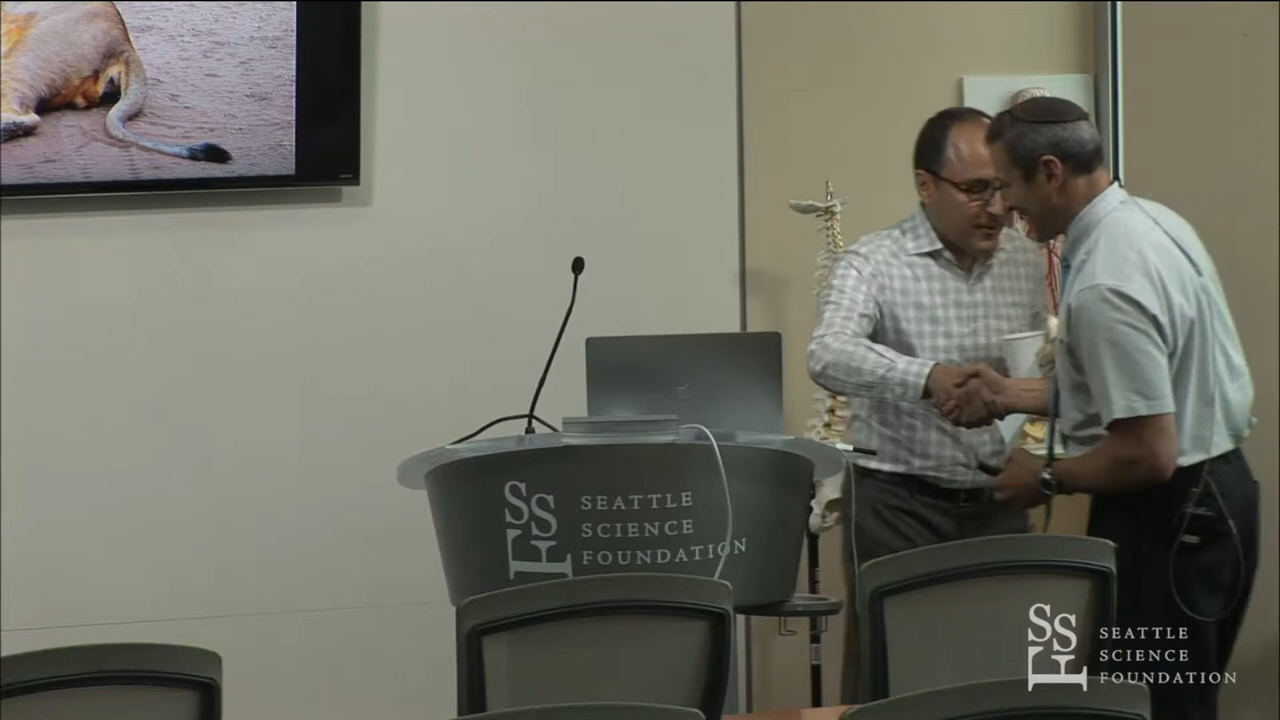 SSF
SEATTLE
SCIENCE
FOUNDATION
SSF
SEATTLE
SCIENCE
FOUNDATION